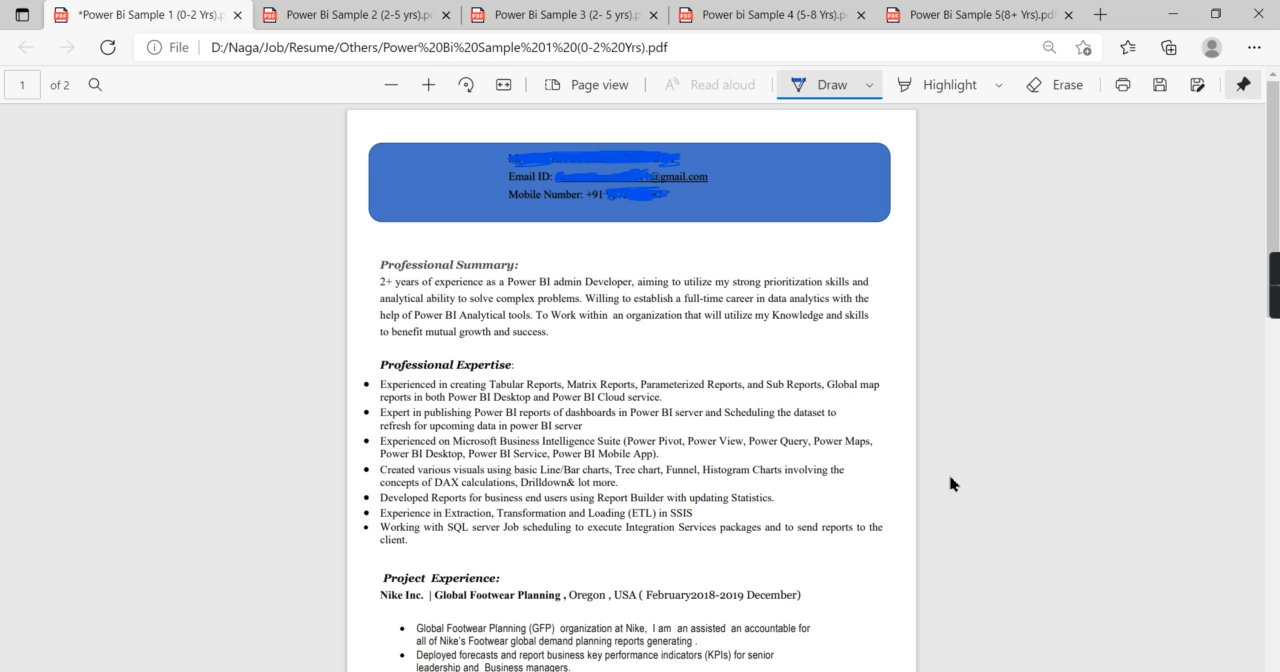 *Power Bi Sample 1 (0-2 Yrs).p
Power Bi Sample 2 (2-5 yrs).p
Power Bi Sample 3 (2- 5 yrs).p
Power bi Sample 4 (5-8 Yrs).p
Power Bi Sample 5(8+ Yrs).pdf
File
D:/Naga/Job/Resume/Others/Power%20Bi%20Sample%201%20(0-2%20Yrs).pdf
1 of 2
Page view
Read aloud
Draw
Highlight
Erase
Email ID: @gmail.com
Mobile Number: +91
Professional Summary:
2+ years of experience as a Power BI admin Developer, aiming to utilize my strong prioritization skills and
analytical ability to solve complex problems. Willing to establish a full-time career in data analytics with the
help of Power BI Analytical tools. To Work within an organization that will utilize my Knowledge and skills
to benefit mutual growth and success.
Professional Expertise:
• Experienced in creating Tabular Reports, Matrix Reports, Parameterized Reports, and Sub Reports, Global map
reports in both Power BI Desktop and Power BI Cloud service.
• Expert in publishing Power BI reports of dashboards in Power BI server and Scheduling the dataset to
refresh for upcoming data in power BI server
• Experienced on Microsoft Business Intelligence Suite (Power Pivot, Power View, Power Query, Power Maps,
Power BI Desktop, Power BI Service, Power BI Mobile App).
• Created various visuals using basic Line/Bar charts, Tree chart, Funnel, Histogram Charts involving the
concepts of DAX calculations, Drilldown& lot more.
• Developed Reports for business end users using Report Builder with updating Statistics.
• Experience in Extraction, Transformation and Loading (ETL) in SSIS
• Working with SQL server Job scheduling to execute Integration Services packages and to send reports to the
client.
Project Experience:
Nike Inc. | Global Footwear Planning , Oregon , USA ( February2018-2019 December)
• Global Footwear Planning (GFP) organization at Nike, I am an assisted an accountable for
all of Nike's Footwear global demand planning reports generating .
• Deployed forecasts and report business key performance indicators (KPIs) for senior
leadership and Business managers.